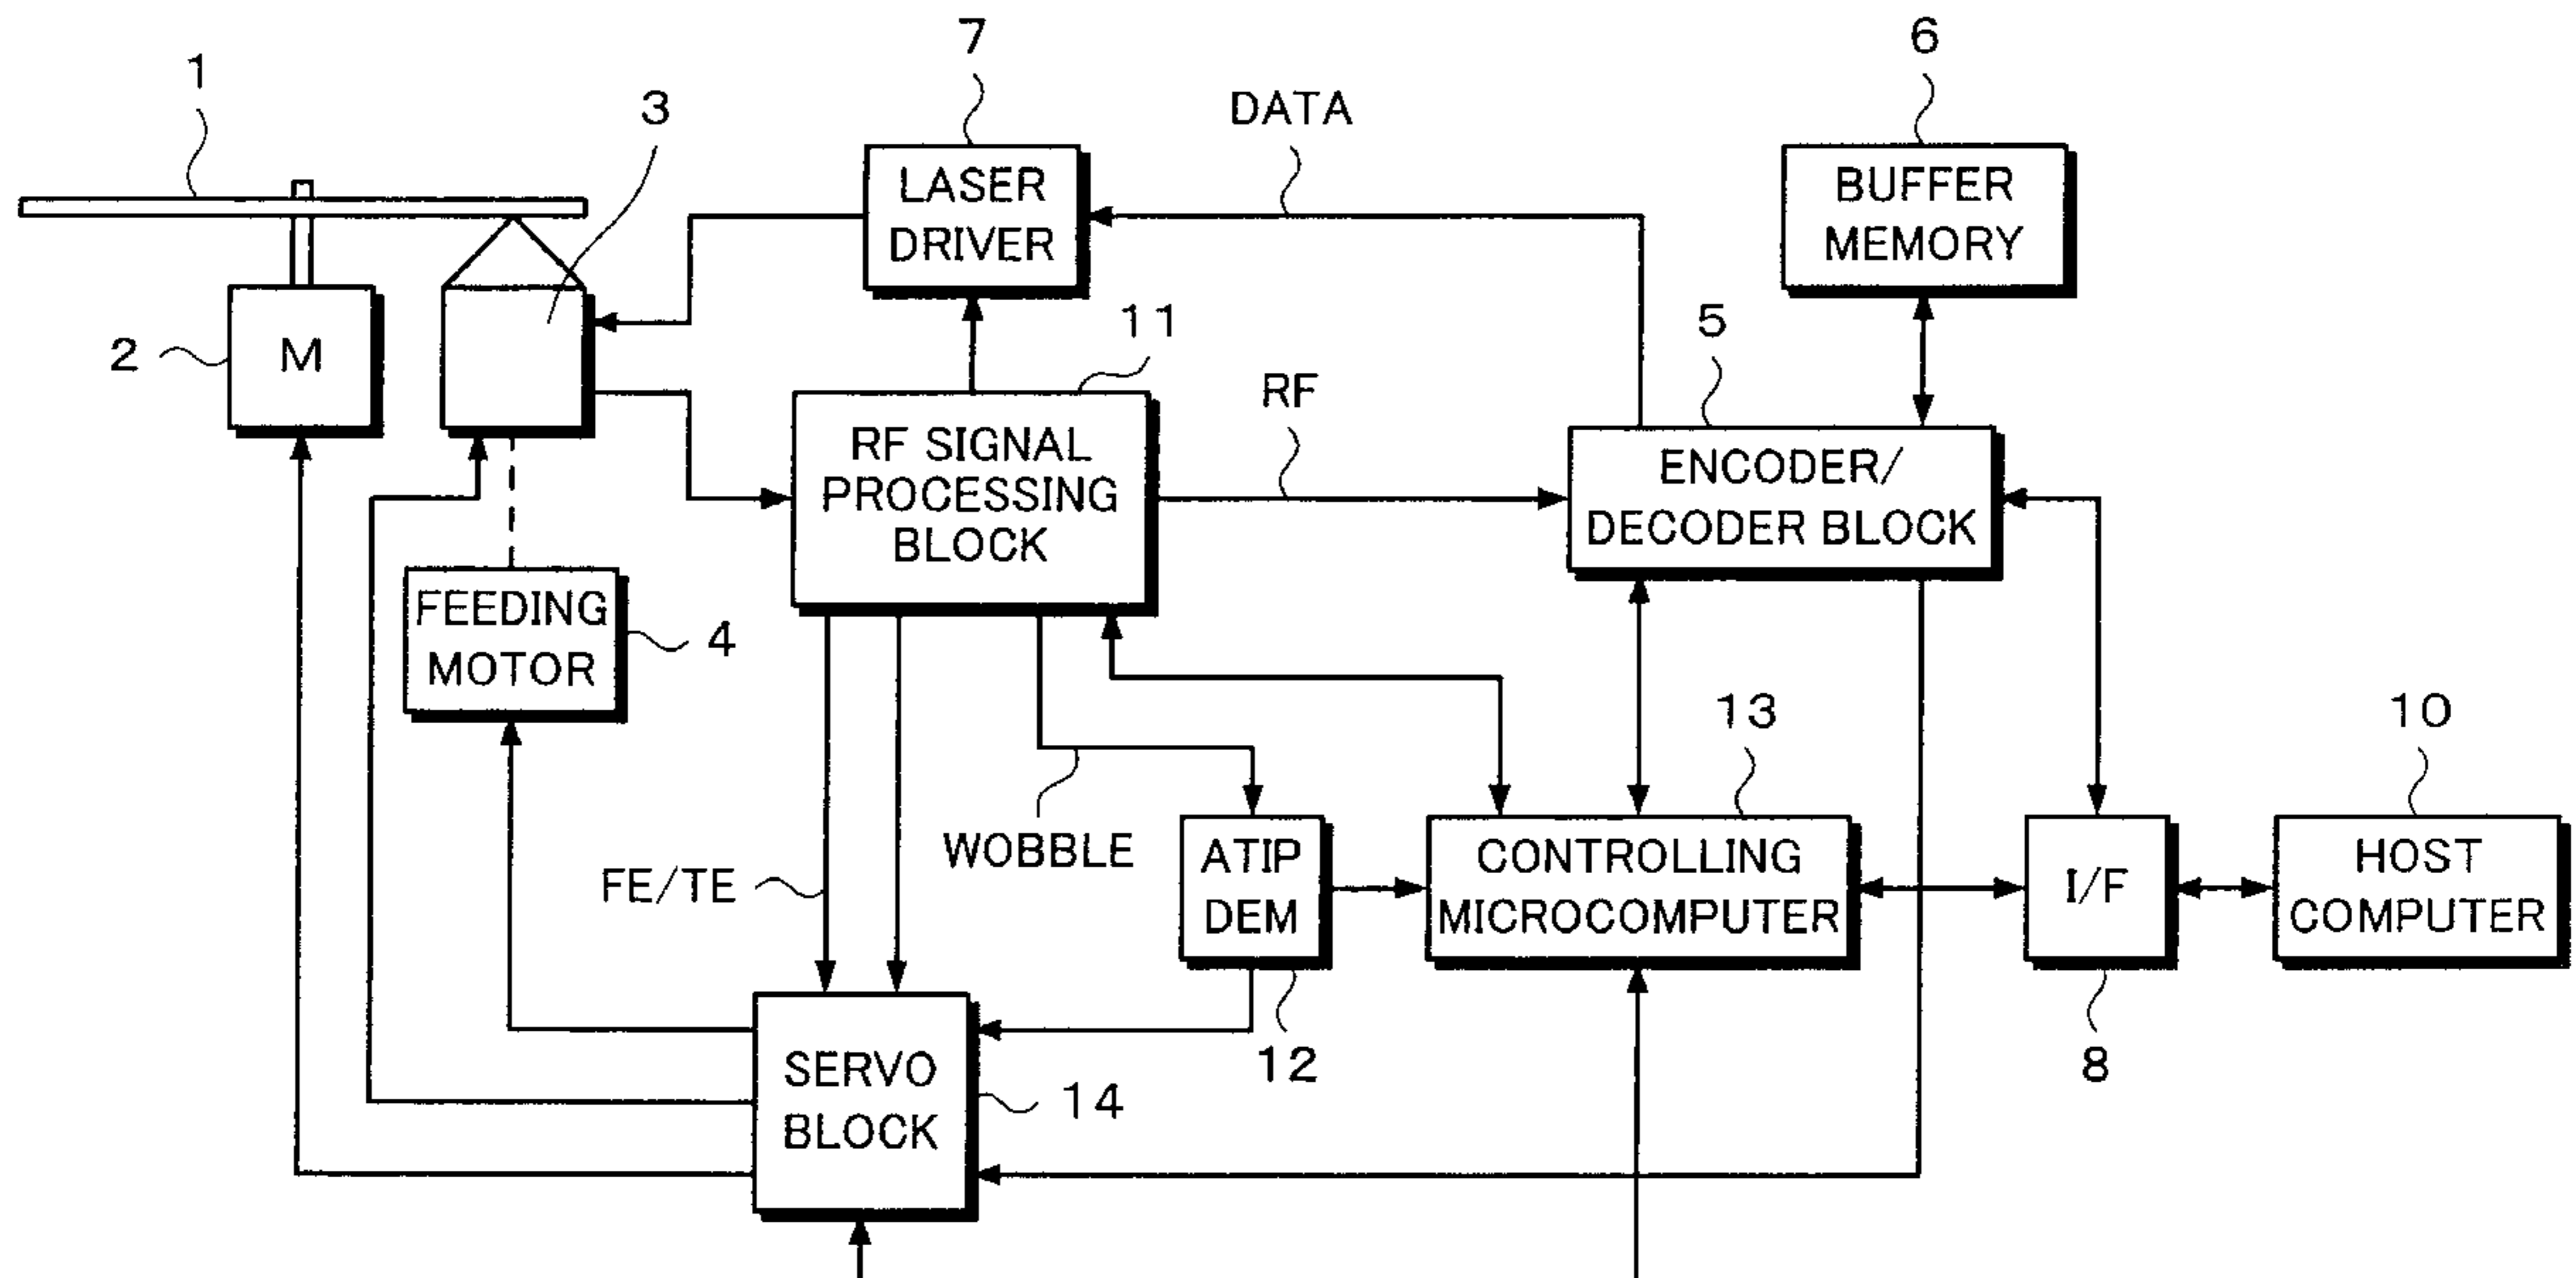 7
6
1
3
DATA
LASER
DRIVER
BUFFER
MEMORY
11
5
2
M
RF
RF SIGNAL
PROCESSING
BLOCK
ENCODER/
DECODER BLOCK
FEEDING
MOTOR
4
13
10
WOBBLE
FE/TE
ATIP
DEM
CONTROLLING
MICROCOMPUTER
I/F
HOST
COMPUTER
12
8
SERVO
BLOCK
14